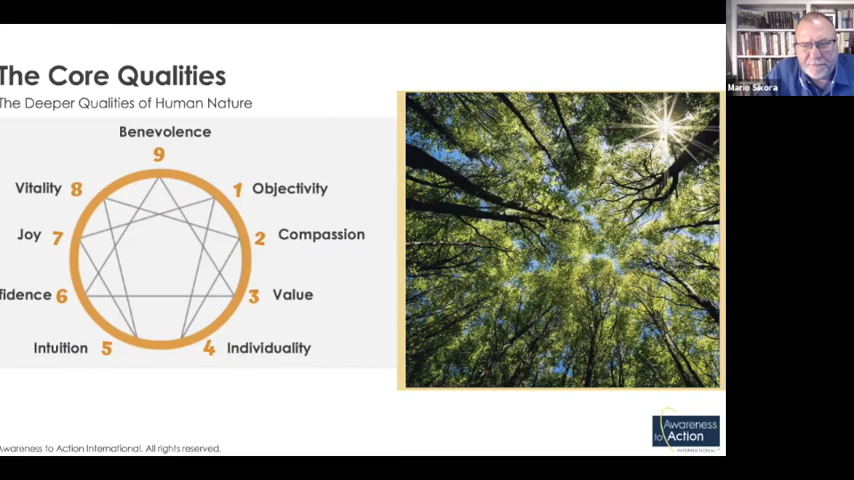 The Core Qualities
The Deeper Qualities of Human Nature
Benevolence
9
Vitality 8
1 Objectivity
Joy 7
2 Compassion
fidence 6
3 Value
Intuition 5
4 Individuality
Awareness to Action International. All rights reserved.
Awareness
to Action
INTERNATIONAL
Mario Sikora